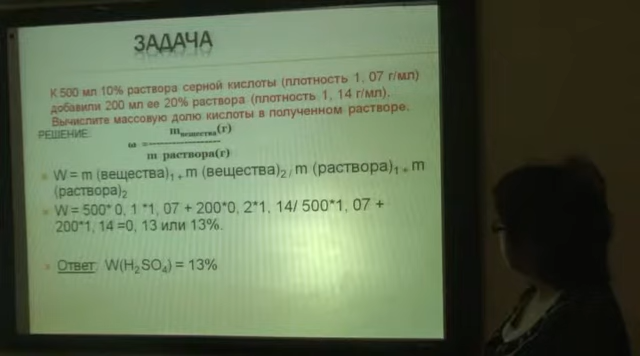 ЗАДАЧА
К 500 мл 10% раствора серной кислоты (плотность 1, 07 г/мл)
добавили 200 мл ее 20% раствора (плотность 1, 14 г/мл).
Вычислите массовую долю кислоты в полученном растворе.
РЕШЕНИЕ:
m вещества(г)
ω =--------------------
m раствора(г)
W = m (вещества)₁ + m (вещества)₂ / m (раствора)₁ + m
(раствора)₂
W = 500* 0, 1 *1, 07 + 200*0, 2*1, 14/ 500*1, 07 +
200*1, 14 =0, 13 или 13%.
Ответ: W(H₂SO₄) = 13%